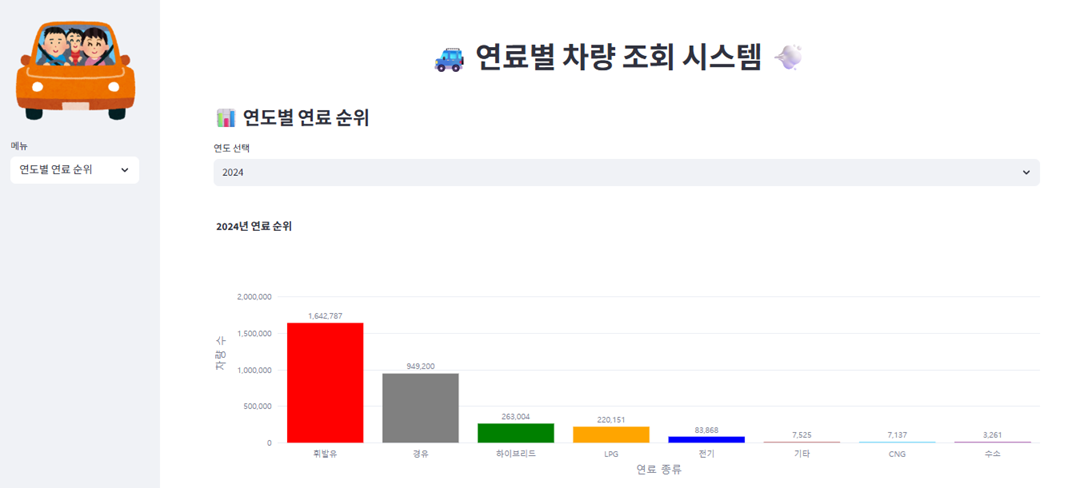 연료별 차량 조회 시스템
메뉴
연도별 연료 순위
연도별 연료 순위
연도 선택
2024
2024년 연료 순위
차량 수
2,000,000
1,500,000
1,000,000
500,000
0
1,642,787
949,200
263,004
220,151
83,868
7,525
7,137
3,261
휘발유
경유
하이브리드
LPG
전기
기타
CNG
수소
연료 종류